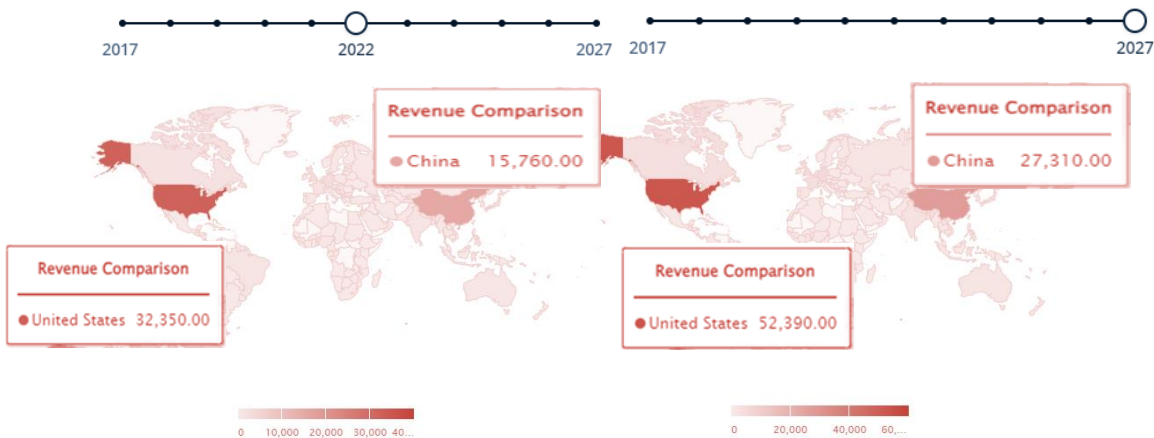 2017 2022 2027
Revenue Comparison
China 15,760.00
Revenue Comparison
United States 32,350.00
0 10,000 20,000 30,000 40...
2017 2027
Revenue Comparison
China 27,310.00
Revenue Comparison
United States 52,390.00
0 20,000 40,000 60,...